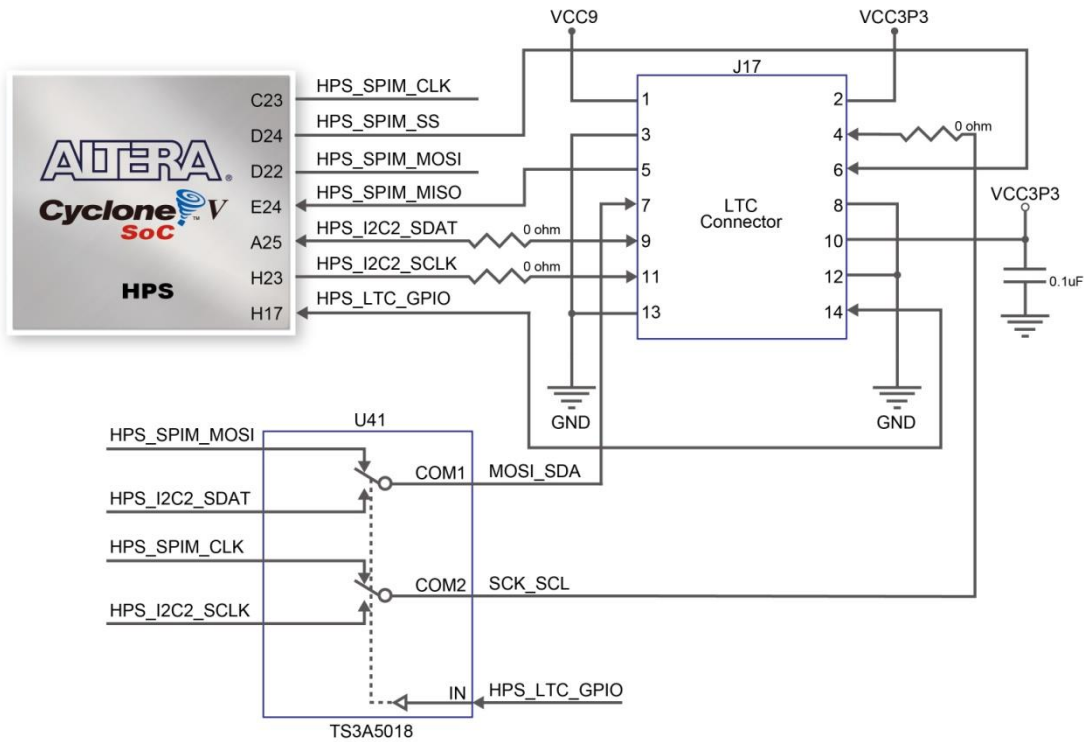 VCC9
VCC3P3
J17
ALTERA®
Cyclone™ V
SoC
HPS
C23 HPS_SPIM_CLK
D24 HPS_SPIM_SS
D22 HPS_SPIM_MOSI
E24 HPS_SPIM_MISO
A25 HPS_I2C2_SDAT 0 ohm
H23 HPS_I2C2_SCLK 0 ohm
H17 HPS_LTC_GPIO
1 2
3 4 0 ohm
5 6
7 8
9 10
11 12
13 14
LTC
Connector
VCC3P3
0.1uF
GND
GND
U41
HPS_SPIM_MOSI
COM1 MOSI_SDA
HPS_I2C2_SDAT
HPS_SPIM_CLK
COM2 SCK_SCL
HPS_I2C2_SCLK
IN HPS_LTC_GPIO
TS3A5018